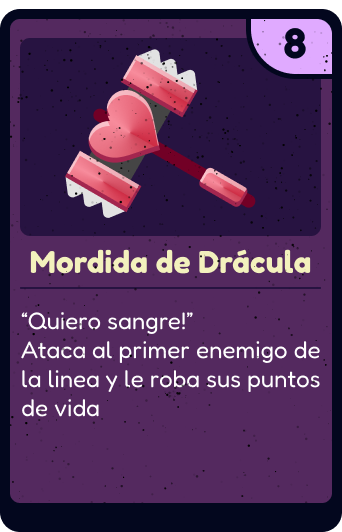 8
Mordida de Drácula
“Quiero sangre!”
Ataca al primer enemigo de
la linea y le roba sus puntos
de vida